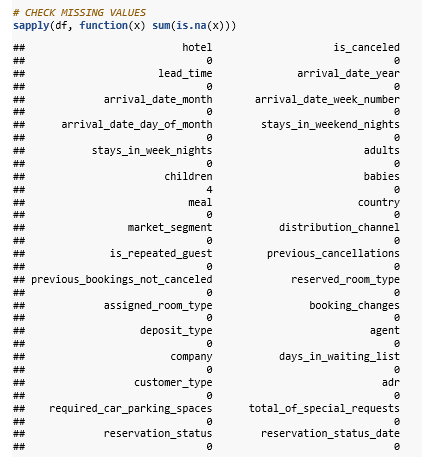 # CHECK MISSING VALUES
sapply(df, function(x) sum(is.na(x)))
## hotel is_canceled
## 0 0
## lead_time arrival_date_year
## 0 0
## arrival_date_month arrival_date_week_number
## 0 0
## arrival_date_day_of_month stays_in_weekend_nights
## 0 0
## stays_in_week_nights adults
## 0 0
## children babies
## 4 0
## meal country
## 0 0
## market_segment distribution_channel
## 0 0
## is_repeated_guest previous_cancellations
## 0 0
## previous_bookings_not_canceled reserved_room_type
## 0 0
## assigned_room_type booking_changes
## 0 0
## deposit_type agent
## 0 0
## company days_in_waiting_list
## 0 0
## customer_type adr
## 0 0
## required_car_parking_spaces total_of_special_requests
## 0 0
## reservation_status reservation_status_date
## 0 0